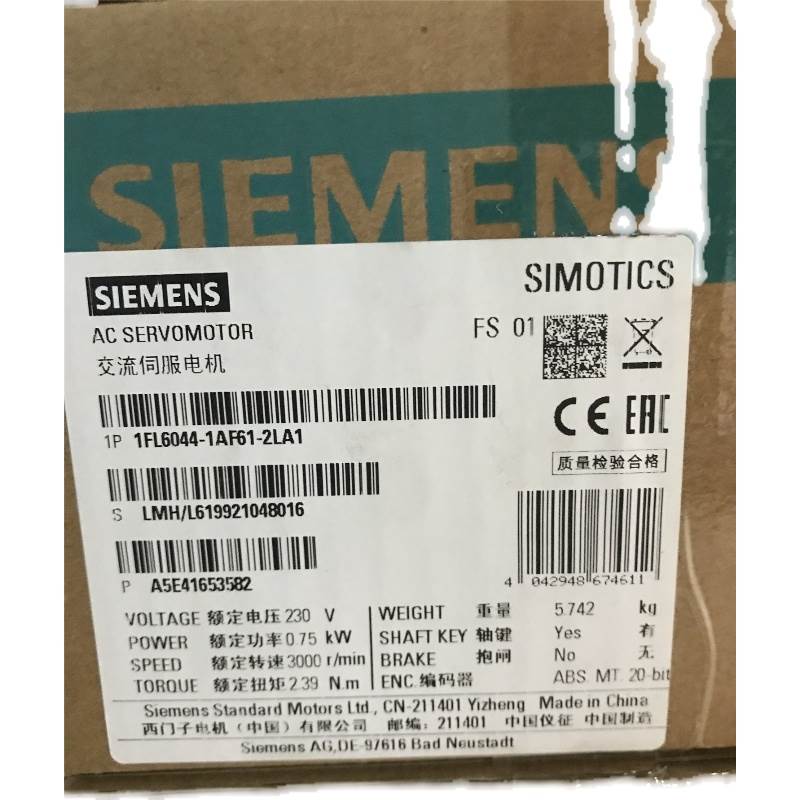 SIEMENS
SIEMENS
SIMOTICS
AC SERVOMOTOR
FS 01
交流伺服电机
1P 1FL6044-1AF61-2LA1
CE EAC
质量检验合格
S LMH/L619921048016
P A5E41653582
4 042948 674611
VOLTAGE 额定电压 230 V
POWER 额定功率 0.75 kW
SPEED 额定转速 3000 r/min
TORQUE 额定扭矩 2.39 N.m
WEIGHT 重量 5.742 kg
SHAFT KEY 轴键 Yes 有
BRAKE 抱闸 No 无
ENC.编码器 ABS. MT. 20-bit
Siemens Standard Motors Ltd., CN-211401 Yizheng Made in China
西门子电机（中国）有限公司 邮编：211401 中国仪征 中国制造
Siemens AG,DE-97616 Bad Neustadt